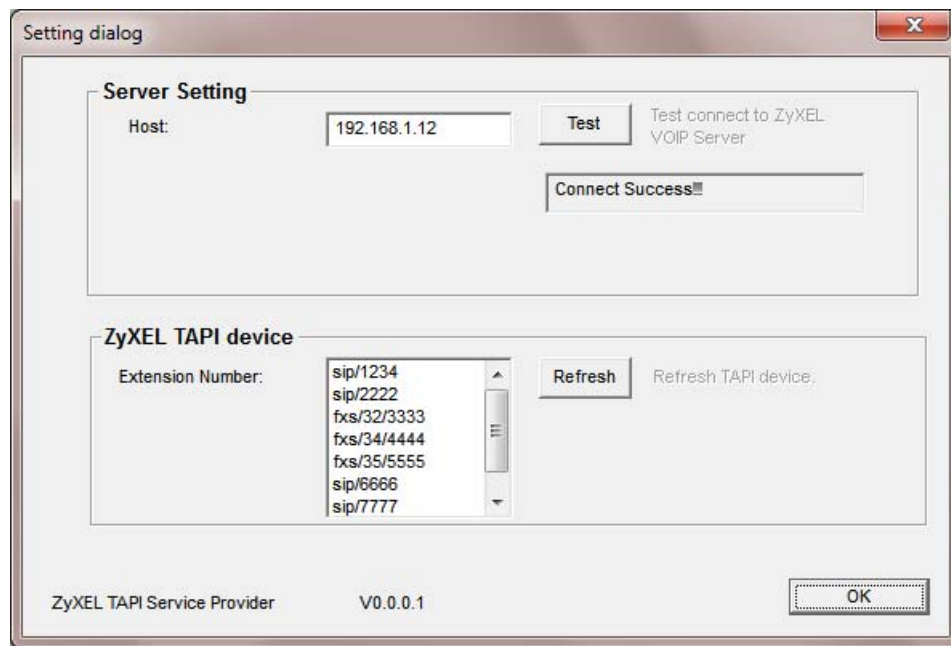 Setting dialog
X
Server Setting
Host:
192.168.1.12
Test
Test connect to ZyXEL
VOIP Server
Connect Success!!!
ZyXEL TAPI device
Extension Number:
sip/1234
sip/2222
fxs/32/3333
fxs/34/4444
fxs/35/5555
sip/6666
sip/7777
Refresh
Refresh TAPI device.
ZyXEL TAPI Service Provider
V0.0.0.1
OK